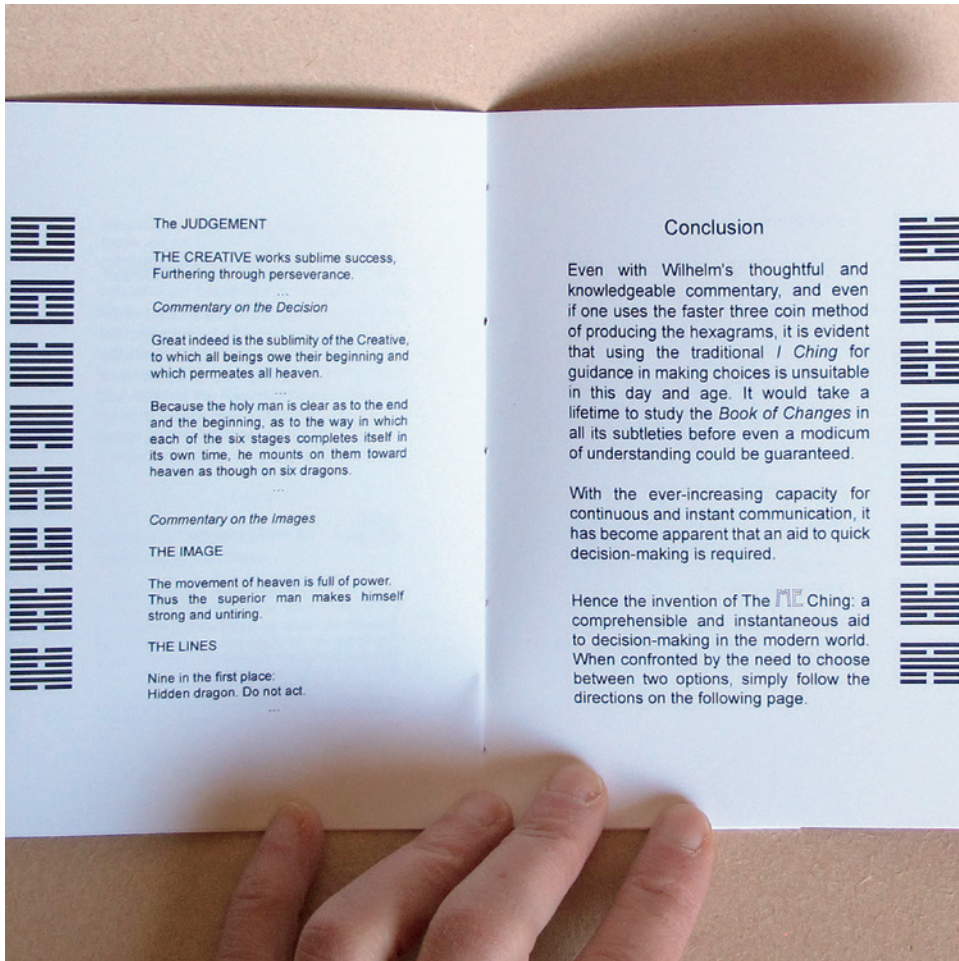 The JUDGEMENT
THE CREATIVE works sublime success,
Furthering through perseverance.
...
Commentary on the Decision
Great indeed is the sublimity of the Creative,
to which all beings owe their beginning and
which permeates all heaven.
...
Because the holy man is clear as to the end
and the beginning, as to the way in which
each of the six stages completes itself in
its own time, he mounts on them toward
heaven as though on six dragons.
...
Commentary on the Images
THE IMAGE
The movement of heaven is full of power.
Thus the superior man makes himself
strong and untiring.
THE LINES
Nine in the first place:
Hidden dragon. Do not act.
...
Conclusion
Even with Wilhelm's thoughtful and
knowledgeable commentary, and even
if one uses the faster three coin method
of producing the hexagrams, it is evident
that using the traditional I Ching for
guidance in making choices is unsuitable
in this day and age. It would take a
lifetime to study the Book of Changes in
all its subtleties before even a modicum
of understanding could be guaranteed.
With the ever-increasing capacity for
continuous and instant communication, it
has become apparent that an aid to quick
decision-making is required.
Hence the invention of The ME Ching: a
comprehensible and instantaneous aid
to decision-making in the modern world.
When confronted by the need to choose
between two options, simply follow the
directions on the following page.